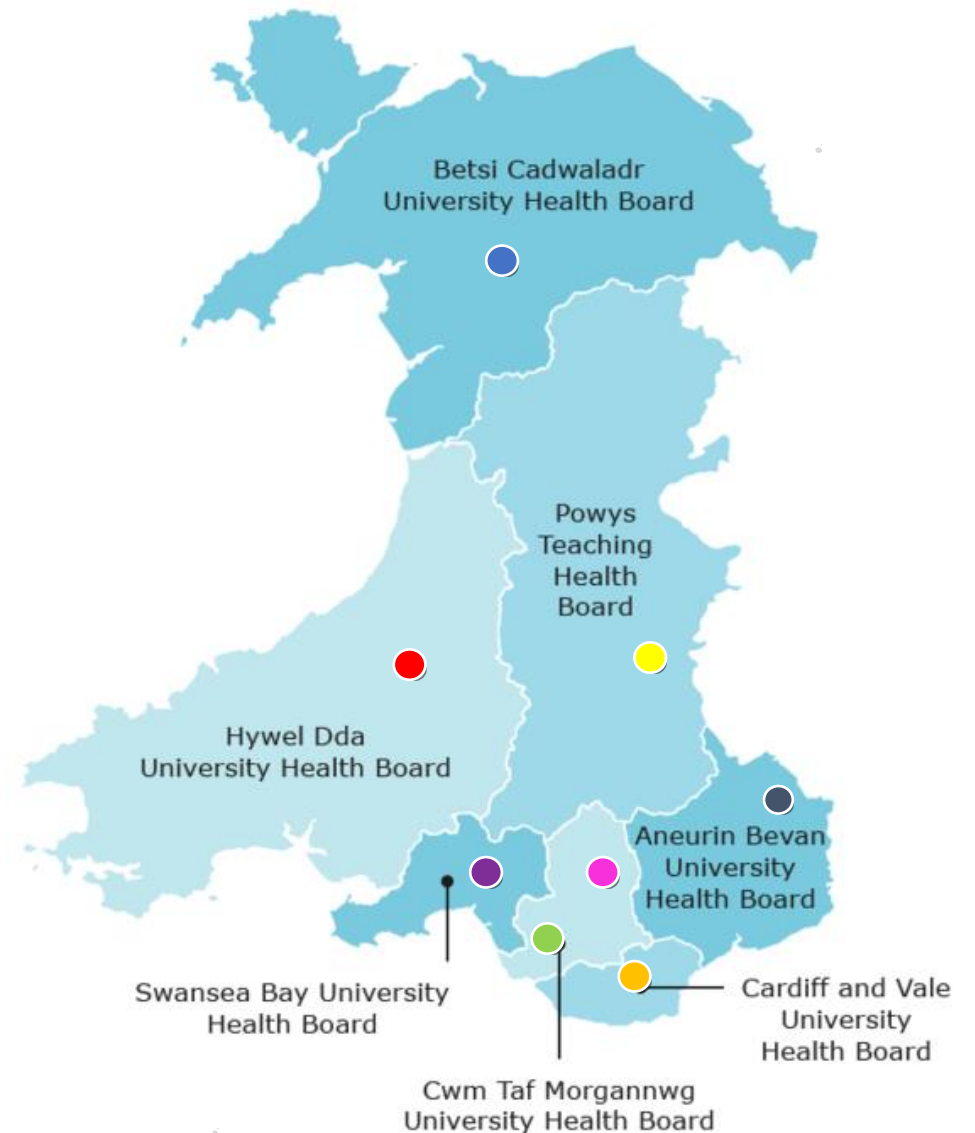 Betsi Cadwaladr
University Health Board
Powys
Teaching
Health
Board
Hywel Dda
University Health Board
Aneurin Bevan
University
Health Board
Swansea Bay University
Health Board
Cardiff and Vale
University
Health Board
Cwm Taf Morgannwg
University Health Board